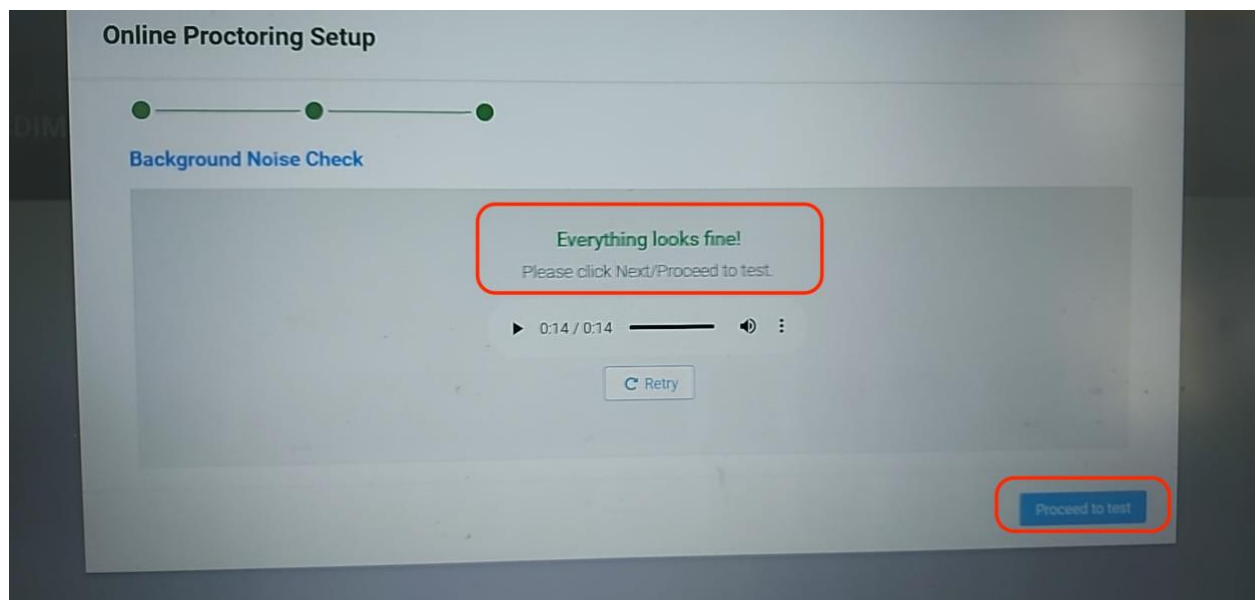 Online Proctoring Setup
DIM
Background Noise Check
Everything looks fine!
Please click Next/Proceed to test.
0:14 / 0:14
Retry
Proceed to test